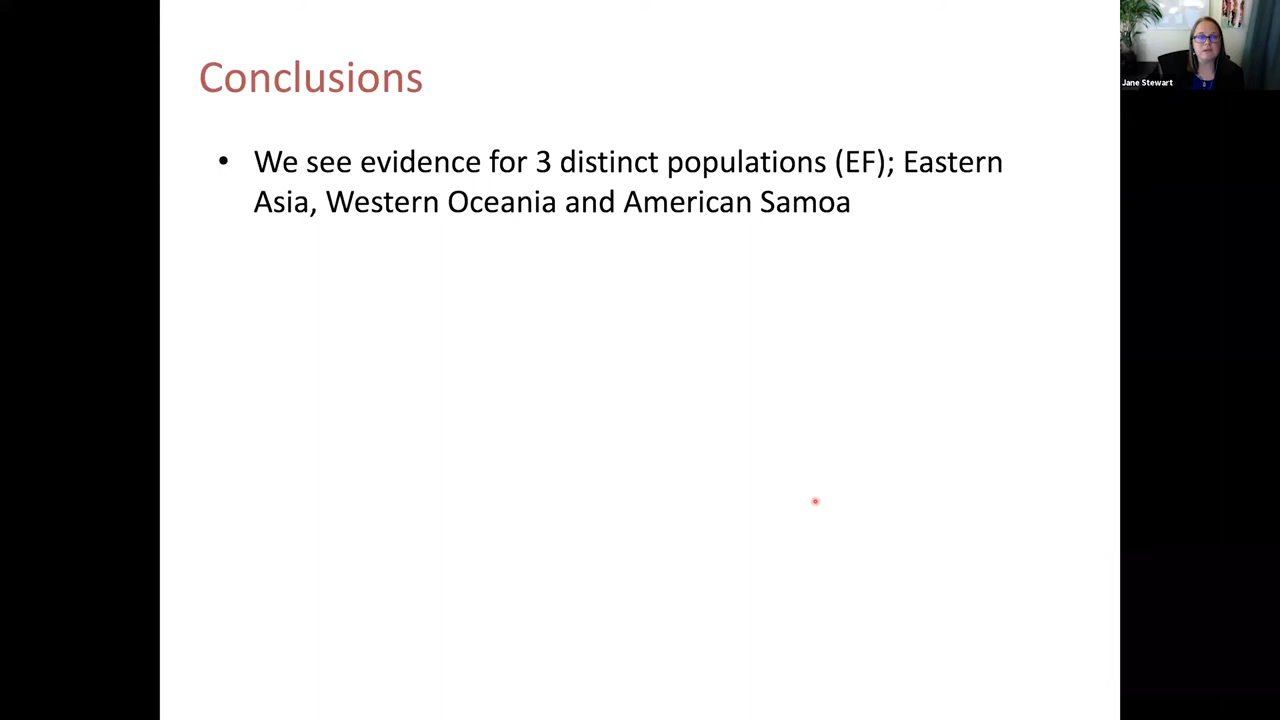 Conclusions
• We see evidence for 3 distinct populations (EF); Eastern
Asia, Western Oceania and American Samoa
Jane Stewart